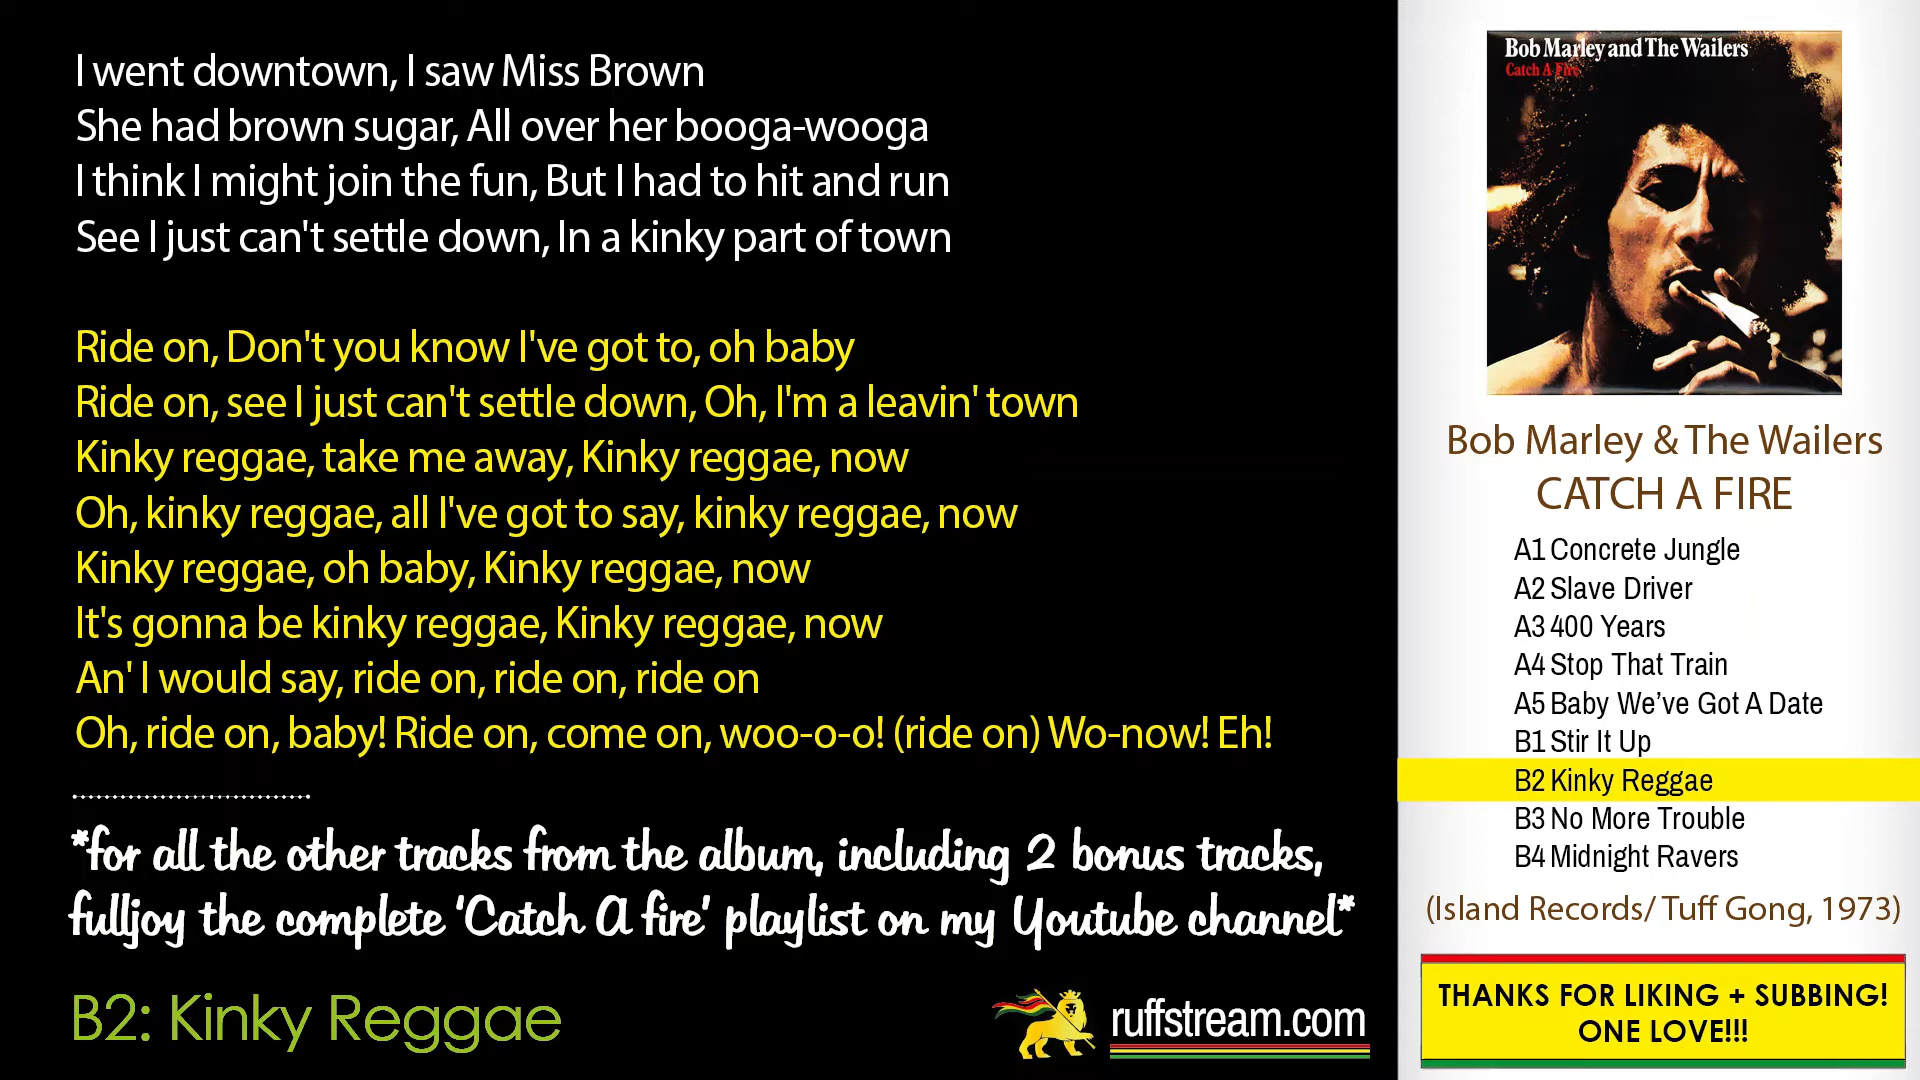 I went downtown, I saw Miss Brown
She had brown sugar, All over her booga-wooga
I think I might join the fun, But I had to hit and run
See I just can't settle down, In a kinky part of town
Ride on, Don't you know I've got to, oh baby
Ride on, see I just can't settle down, Oh, I'm a leavin' town
Kinky reggae, take me away, Kinky reggae, now
Oh, kinky reggae, all I've got to say, kinky reggae, now
Kinky reggae, oh baby, Kinky reggae, now
It's gonna be kinky reggae, Kinky reggae, now
An' I would say, ride on, ride on, ride on
Oh, ride on, baby! Ride on, come on, woo-o-o! (ride on) Wo-now! Eh!
..............................
*for all the other tracks from the album, including 2 bonus tracks,
fulljoy the complete ‘Catch A fire’ playlist on my Youtube channel*
B2: Kinky Reggae
ruffstream.com
Bob Marley and The Wailers
Catch A Fire
Bob Marley & The Wailers
CATCH A FIRE
A1 Concrete Jungle
A2 Slave Driver
A3 400 Years
A4 Stop That Train
A5 Baby We’ve Got A Date
B1 Stir It Up
B2 Kinky Reggae
B3 No More Trouble
B4 Midnight Ravers
(Island Records/ Tuff Gong, 1973)
THANKS FOR LIKING + SUBBING!
ONE LOVE!!!